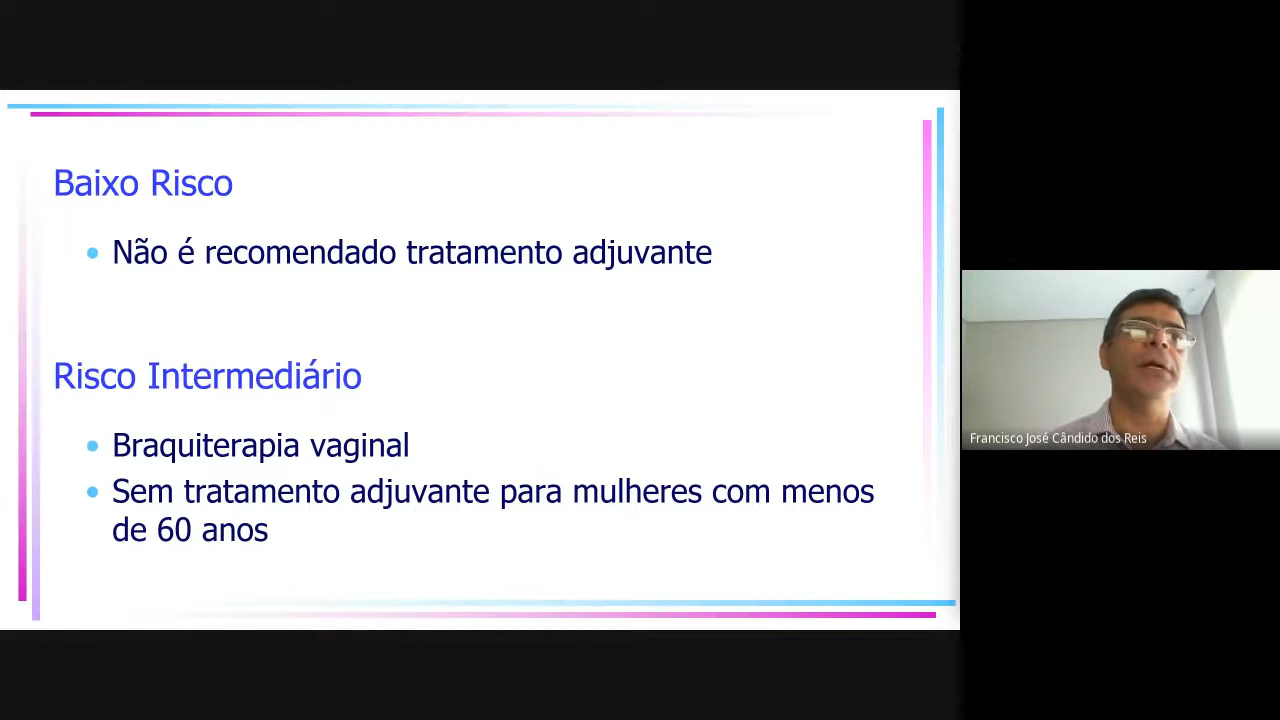 Baixo Risco
Não é recomendado tratamento adjuvante
Risco Intermediário
Braquiterapia vaginal
Sem tratamento adjuvante para mulheres com menos
de 60 anos
Francisco José Cândido dos Reis